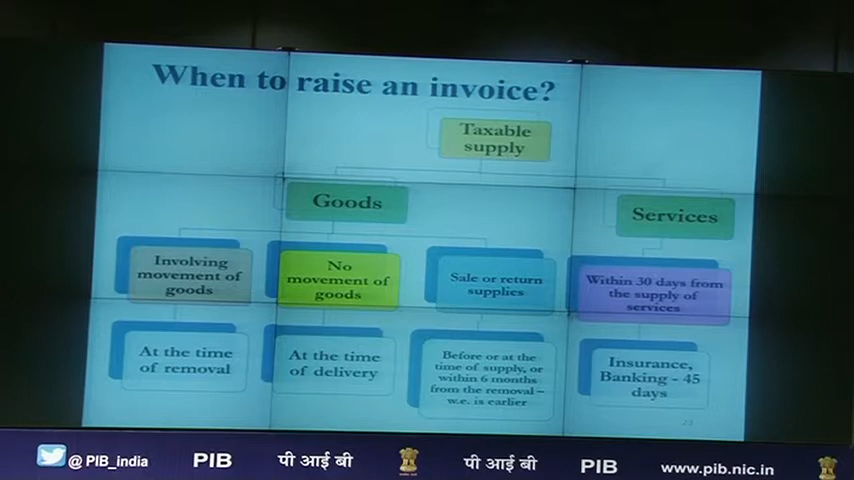 When to raise an invoice?
Taxable
supply
Goods
Services
Involving
movement of
goods
No
movement of
goods
Sale or return
supplies
Within 30 days from
the supply of
services
At the time
of removal
At the time
of delivery
Before or at the
time of supply, or
within 6 months
from the removal –
w.e. is earlier
Insurance,
Banking - 45
days
23
@ PIB_india
PIB
पी आई बी
पी आई बी
PIB
www.pib.nic.in